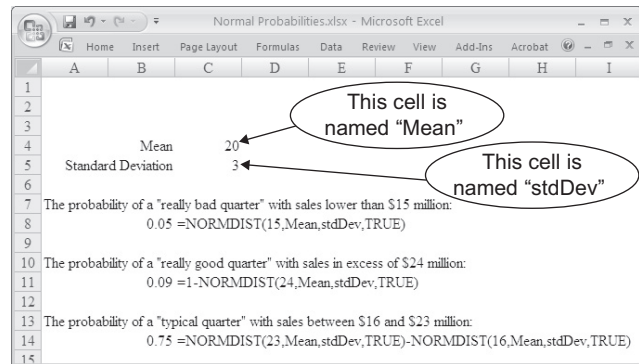 Normal Probabilities.xlsx - Microsoft Excel
Home Insert Page Layout Formulas Data Review View Add-Ins Acrobat
A B C D E F G H I
1
2
3
4 Mean 20
5 Standard Deviation 3
This cell is
named “Mean”
This cell is
named “stdDev”
6
7 The probability of a "really bad quarter" with sales lower than $15 million:
8 0.05 =NORMDIST(15,Mean,stdDev,TRUE)
9
10 The probability of a "really good quarter" with sales in excess of $24 million:
11 0.09 =1-NORMDIST(24,Mean,stdDev,TRUE)
12
13 The probability of a "typical quarter" with sales between $16 and $23 million:
14 0.75 =NORMDIST(23,Mean,stdDev,TRUE)-NORMDIST(16,Mean,stdDev,TRUE)
15